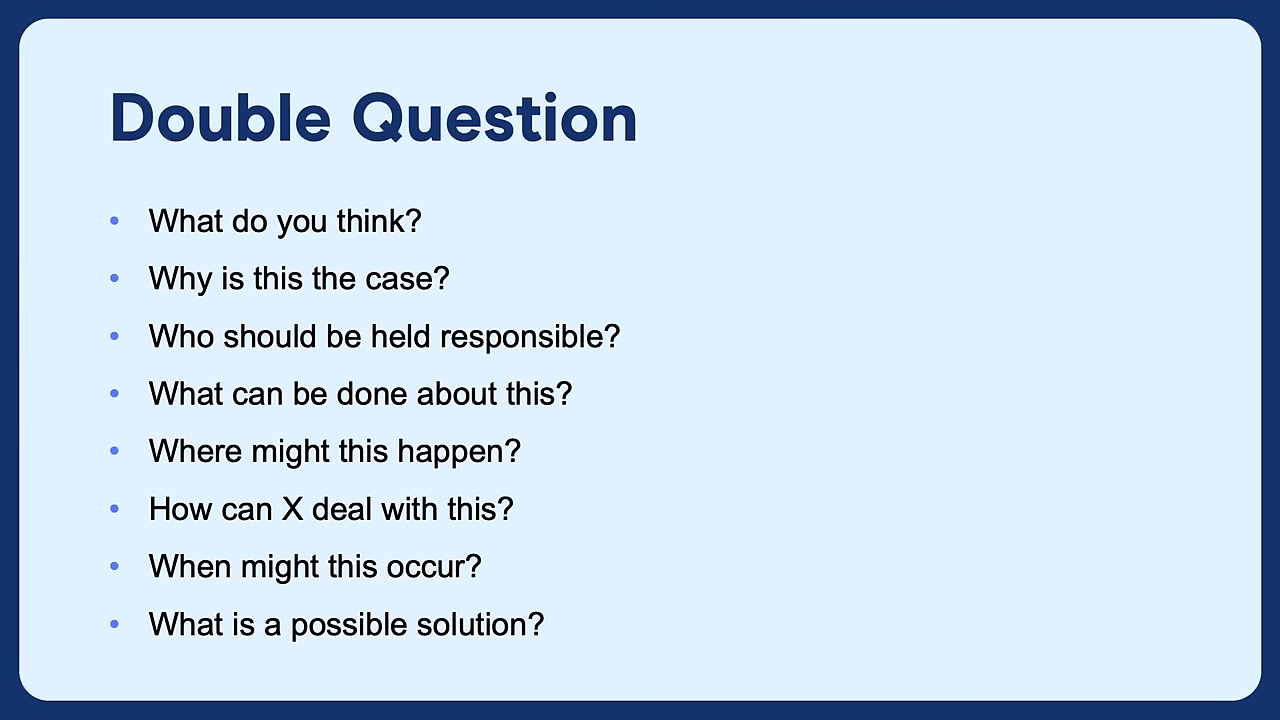 Double Question
• What do you think?
• Why is this the case?
• Who should be held responsible?
• What can be done about this?
• Where might this happen?
• How can X deal with this?
• When might this occur?
• What is a possible solution?